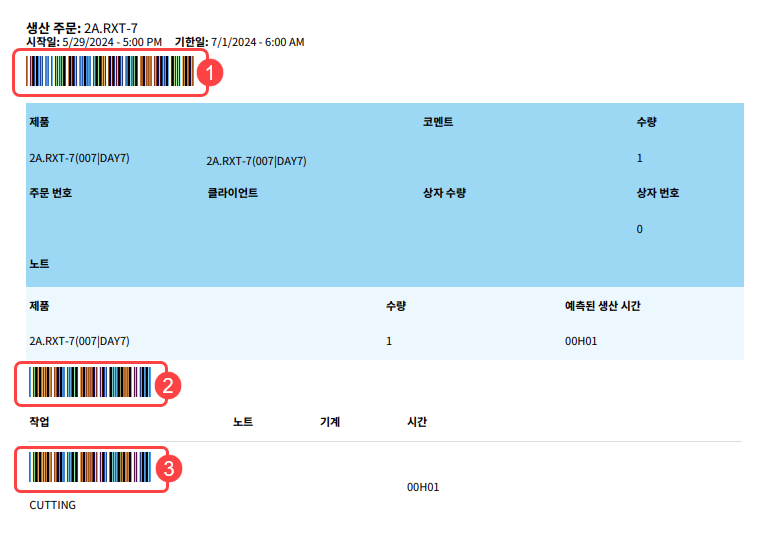 생산 주문: 2A.RXT-7
시작일: 5/29/2024 - 5:00 PM 기한일: 7/1/2024 - 6:00 AM
1
제품 코멘트 수량
2A.RXT-7(007|DAY7) 2A.RXT-7(007|DAY7) 1
주문 번호 클라이언트 상자 수량 상자 번호
0
노트
제품 수량 예측된 생산 시간
2A.RXT-7(007|DAY7) 1 00H01
2
작업 노트 기계 시간
3
00H01
CUTTING